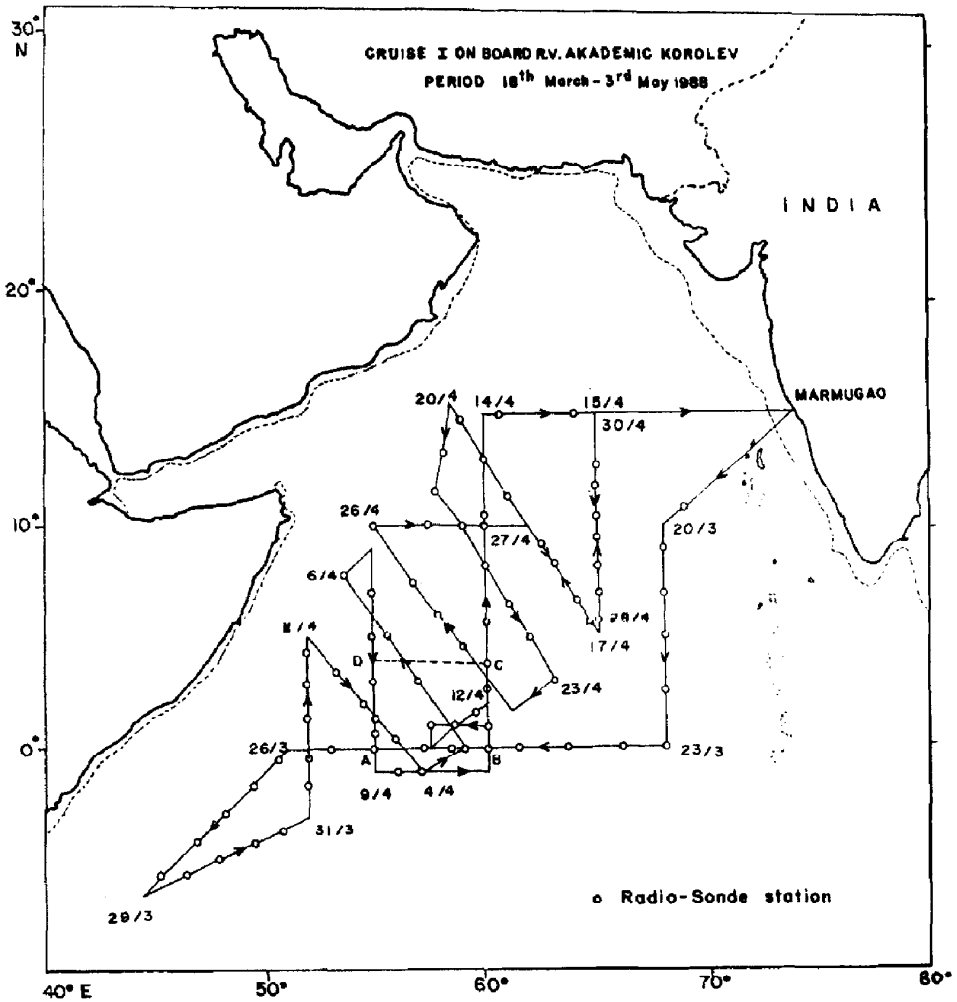 30°
N
CRUISE I ON BOARD R.V. AKADEMIC KOROLEV
PERIOD 18th March - 3rd May 1988
INDIA
20°
20/4
14/4
15/4
MARMUGAO
30/4
26/4
20/3
10°
27/4
6/4
28/4
17/4
D
C
12/4
23/4
0°
26/3
A
B
23/3
9/4
4/4
31/3
29/3
o Radio-Sonde station
40° E
50°
60°
70°
80°